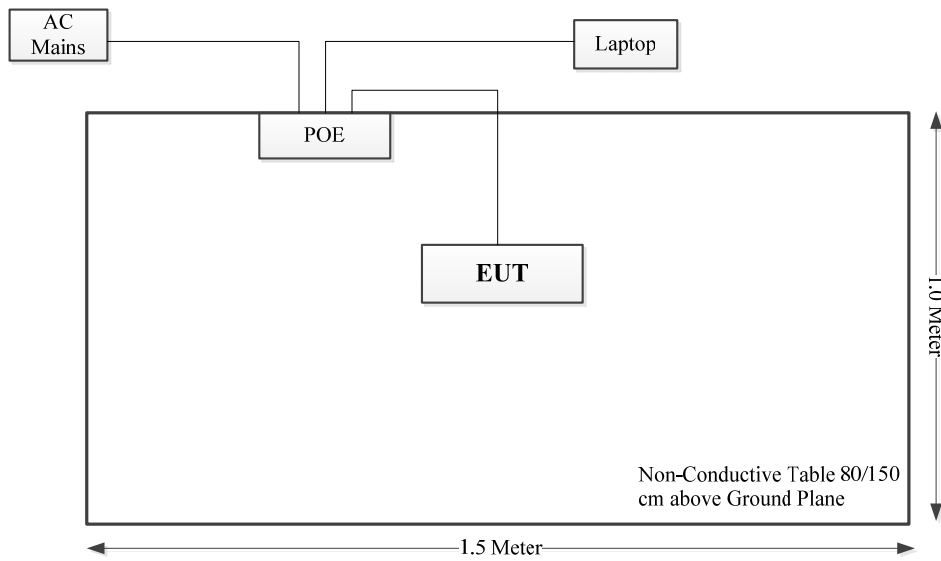 AC
Mains
Laptop
POE
EUT
1.0 Meter
Non-Conductive Table 80/150
cm above Ground Plane
1.5 Meter